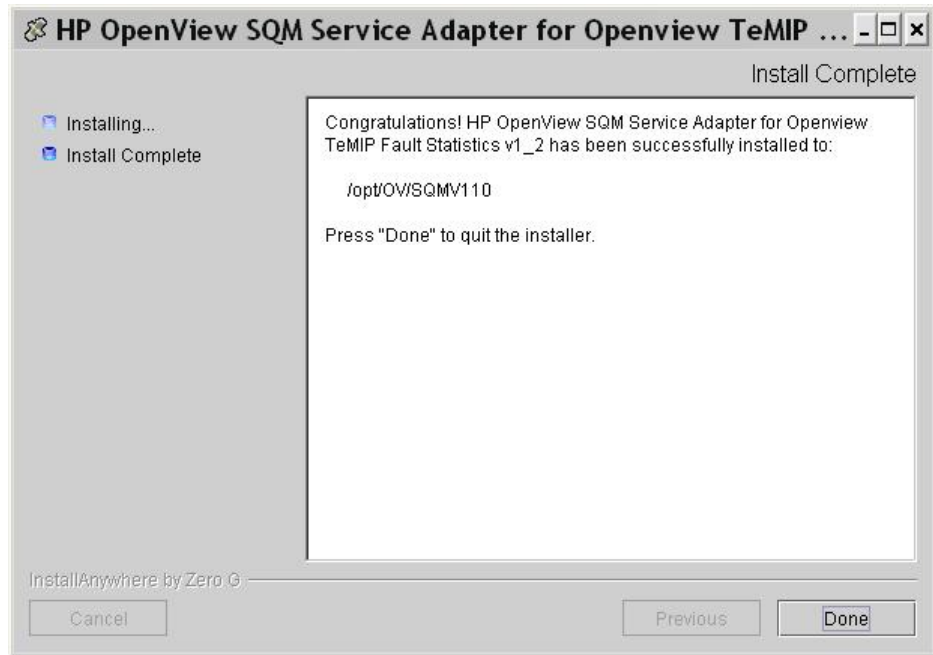 HP OpenView SQM Service Adapter for Openview TeMIP ...
Install Complete
Installing...
Install Complete
Congratulations! HP OpenView SQM Service Adapter for Openview
TeMIP Fault Statistics v1_2 has been successfully installed to:
/opt/OV/SQMV110
Press "Done" to quit the installer.
InstallAnywhere by Zero G
Cancel
Previous
Done